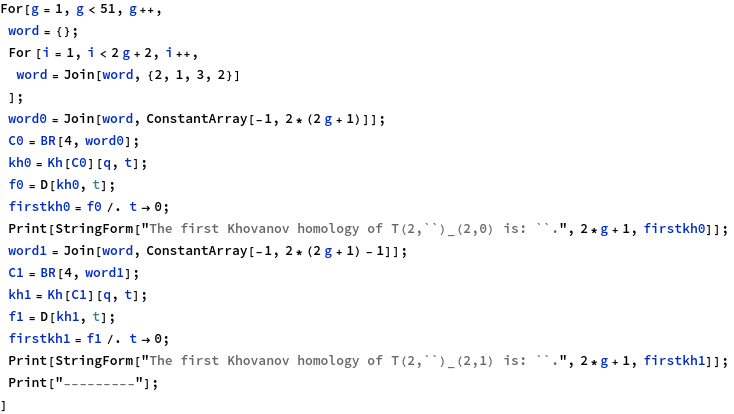 For[g = 1, g < 51, g++,
word = {};
For [i = 1, i < 2 g + 2, i ++,
word = Join[word, {2, 1, 3, 2}]
];
word0 = Join[word, ConstantArray[-1, 2 * (2 g + 1)]];
C0 = BR[4, word0];
kh0 = Kh[C0][q, t];
f0 = D[kh0, t];
firstkh0 = f0 /. t → 0;
Print[StringForm["The first Khovanov homology of T(2,``)_(2,0) is: ``.", 2 * g + 1, firstkh0]];
word1 = Join[word, ConstantArray[-1, 2 * (2 g + 1) - 1]];
C1 = BR[4, word1];
kh1 = Kh[C1][q, t];
f1 = D[kh1, t];
firstkh1 = f1 /. t → 0;
Print[StringForm["The first Khovanov homology of T(2,``)_(2,1) is: ``.", 2 * g + 1, firstkh1]];
Print["---------"];
]